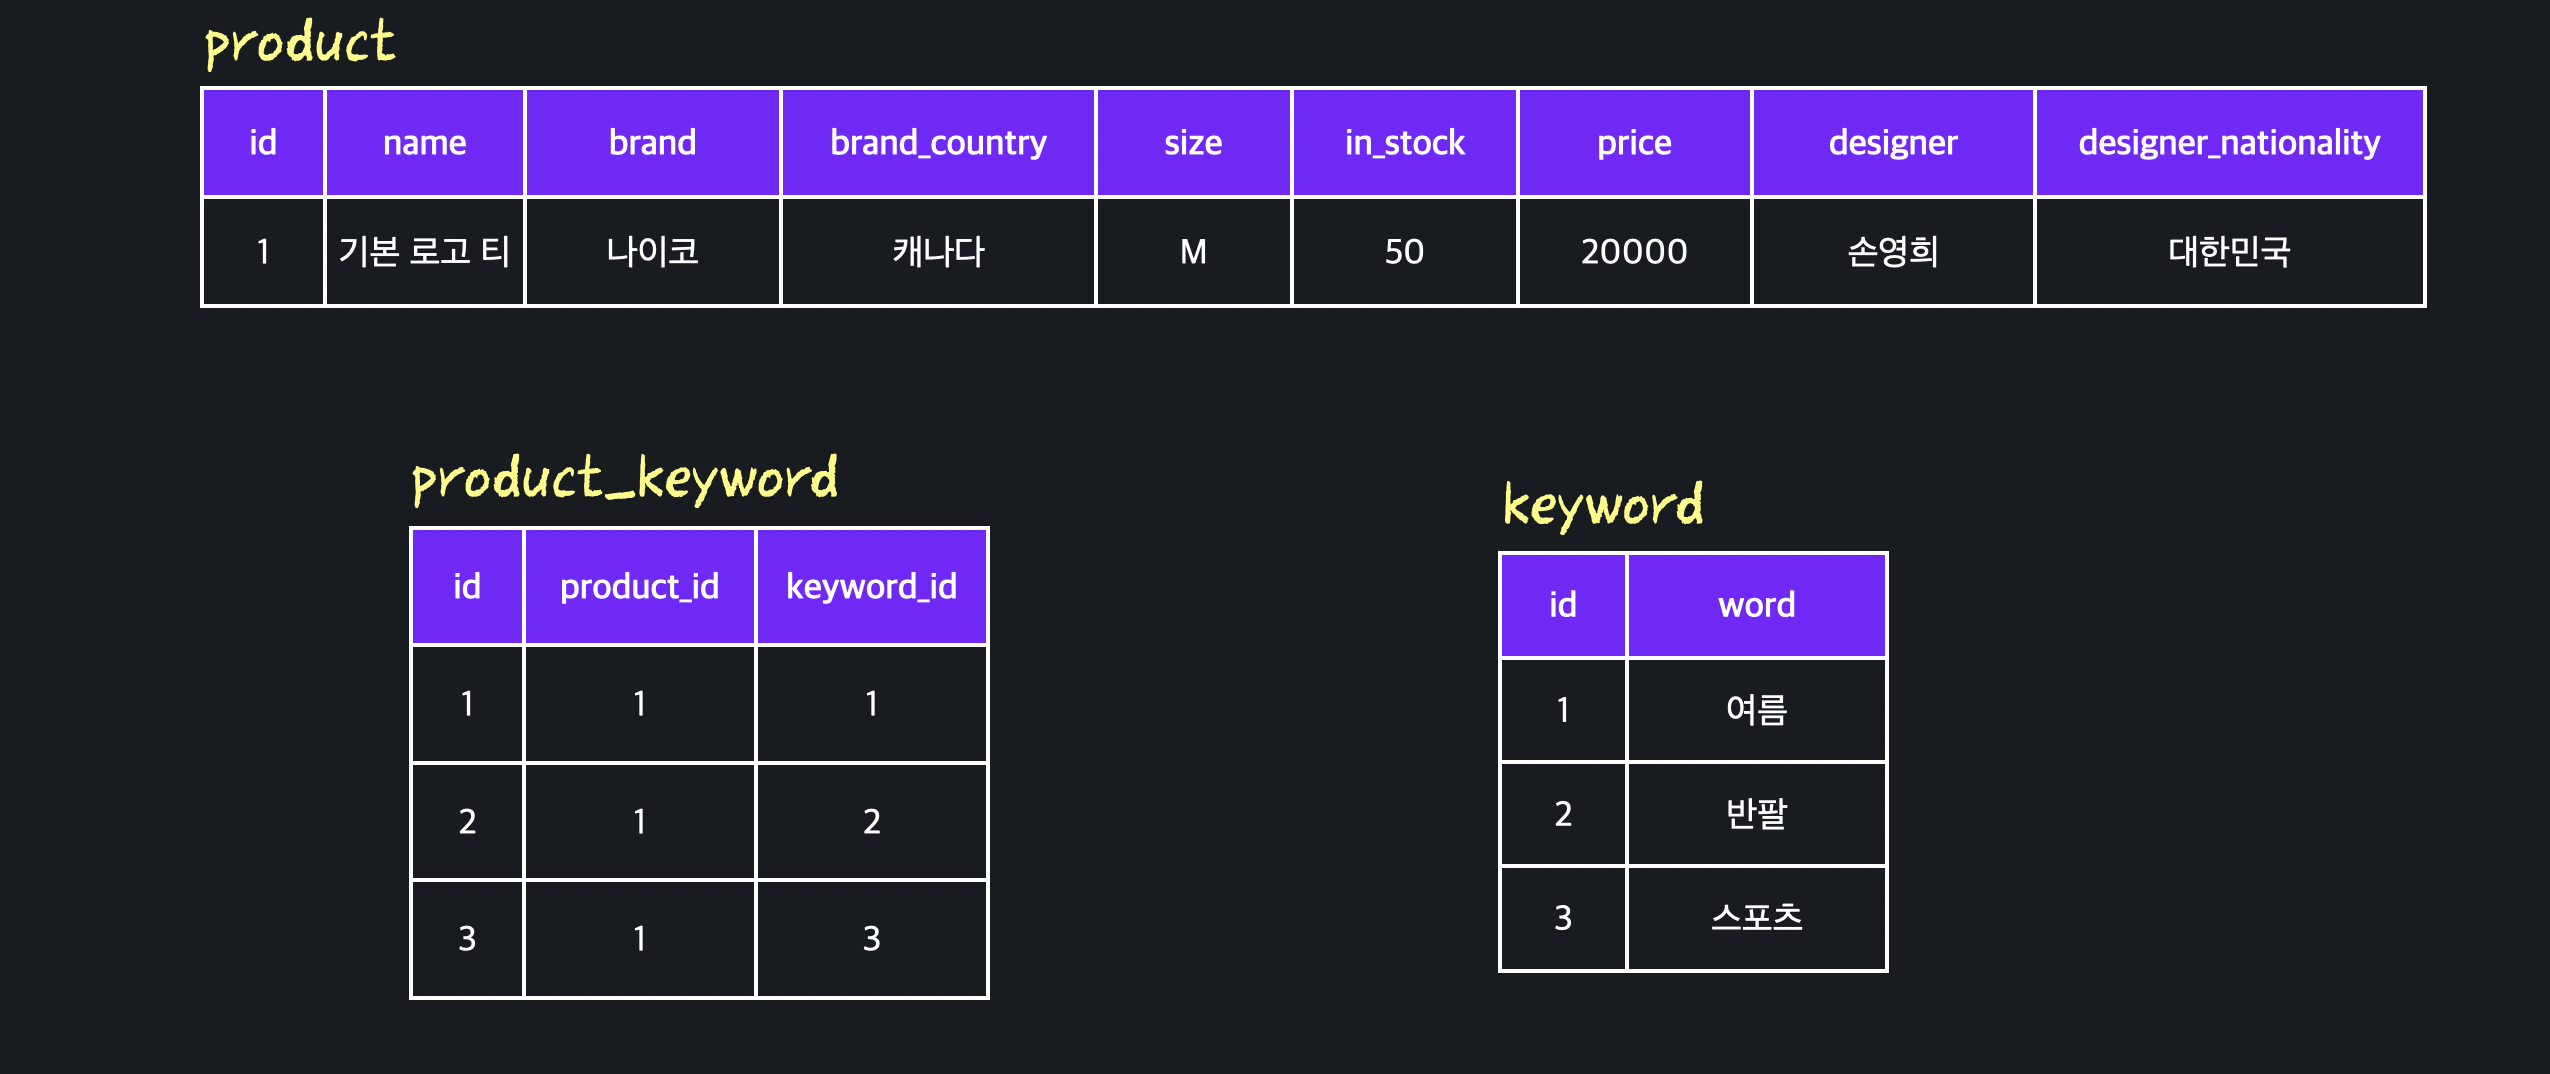 product
id name brand brand_country size in_stock price designer designer_nationality
1 기본 로고 티 나이코 캐나다 M 50 20000 손영희 대한민국
product_keyword
id product_id keyword_id
1 1 1
2 1 2
3 1 3
keyword
id word
1 여름
2 반팔
3 스포츠